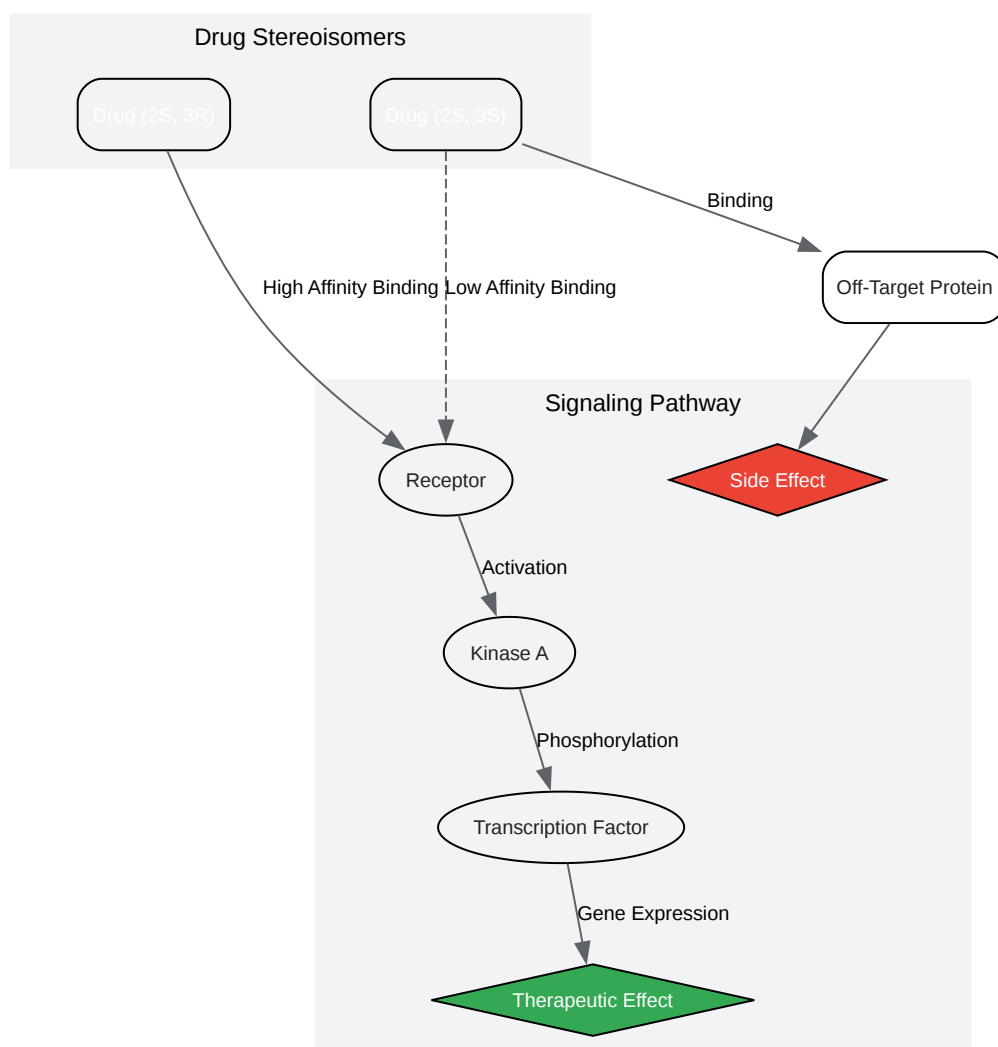 Drug Stereoisomers
Drug (2S, 3R)
Drug (2S, 3S)
Binding
High Affinity Binding
Low Affinity Binding
Off-Target Protein
Signaling Pathway
Receptor
Side Effect
Activation
Kinase A
Phosphorylation
Transcription Factor
Gene Expression
Therapeutic Effect